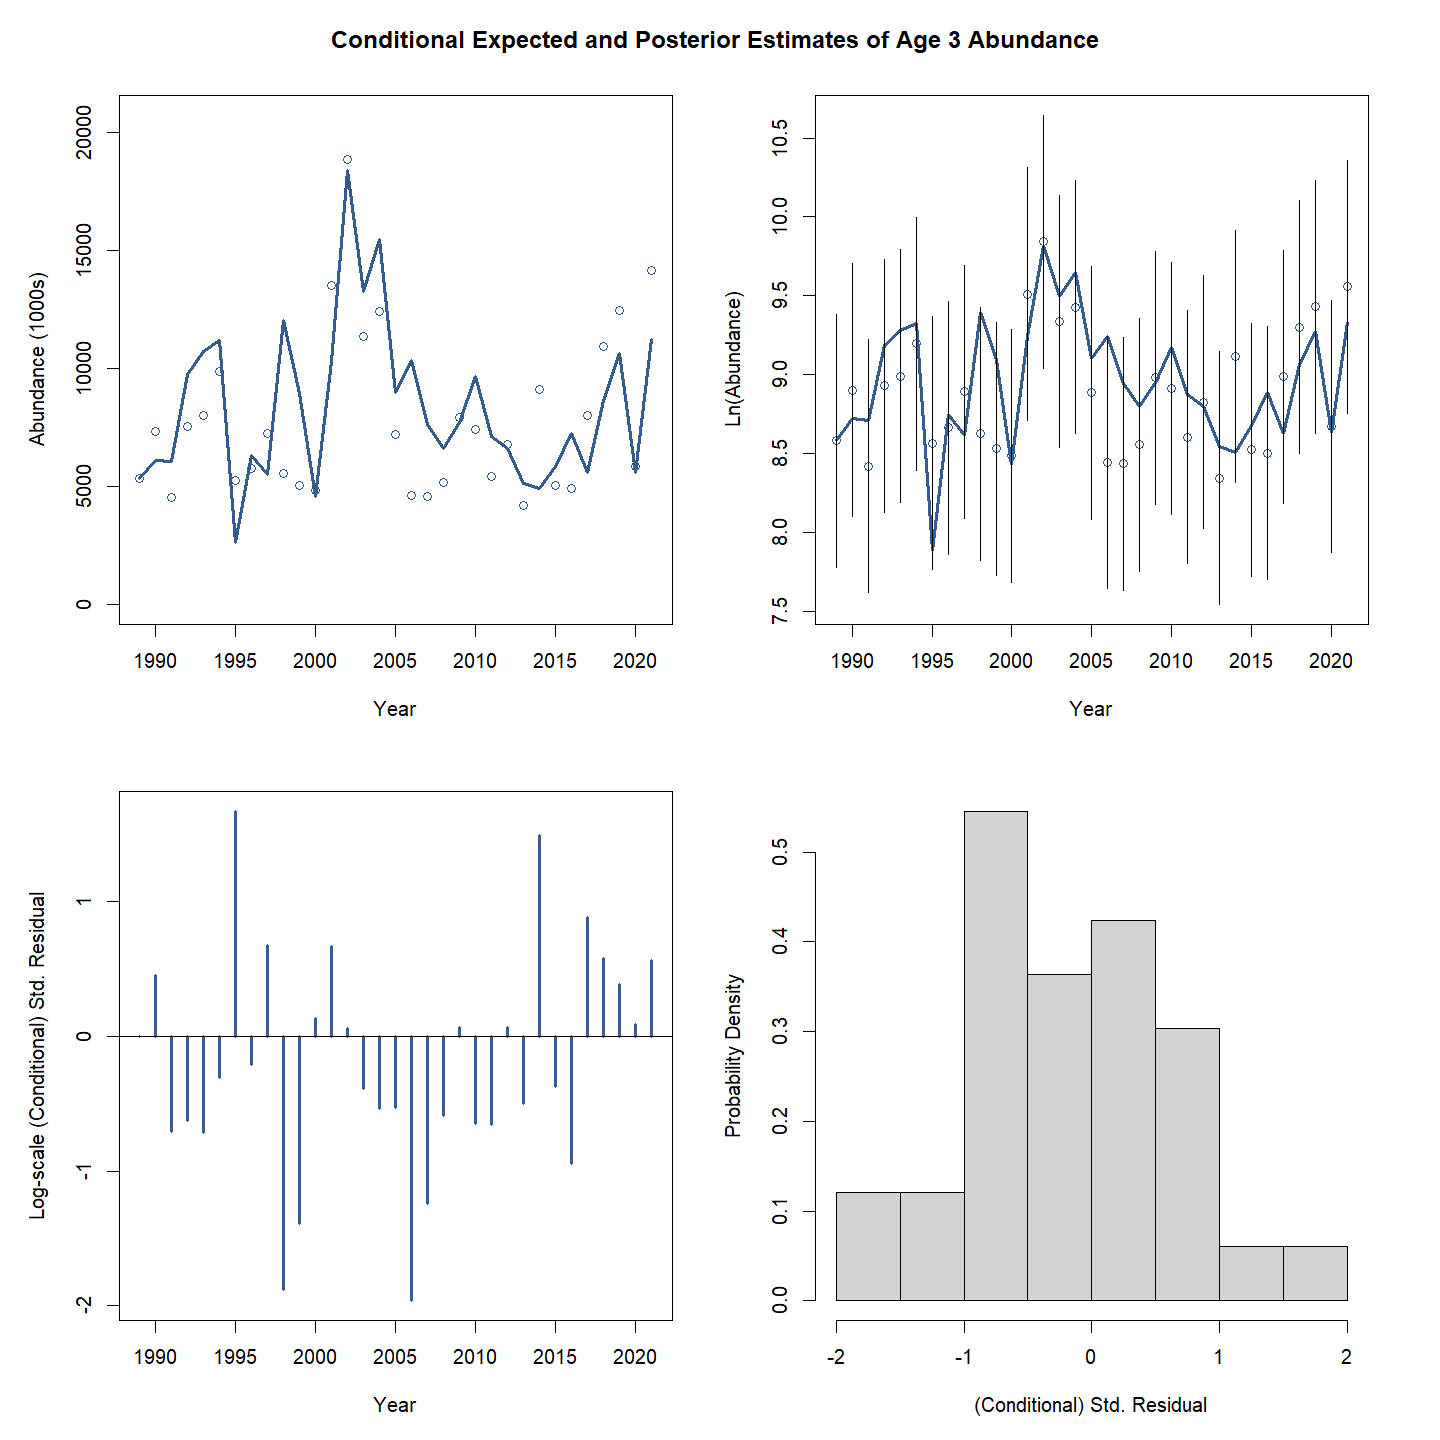 Conditional Expected and Posterior Estimates of Age 3 Abundance
Abundance (1000s)
20000
15000
10000
5000
0
1990 1995 2000 2005 2010 2015 2020
Year
Ln(Abundance)
10.5
10.0
9.5
9.0
8.5
8.0
7.5
1990 1995 2000 2005 2010 2015 2020
Year
Log-scale (Conditional) Std. Residual
1
0
-1
-2
1990 1995 2000 2005 2010 2015 2020
Year
Probability Density
0.5
0.4
0.3
0.2
0.1
0.0
-2 -1 0 1 2
(Conditional) Std. Residual